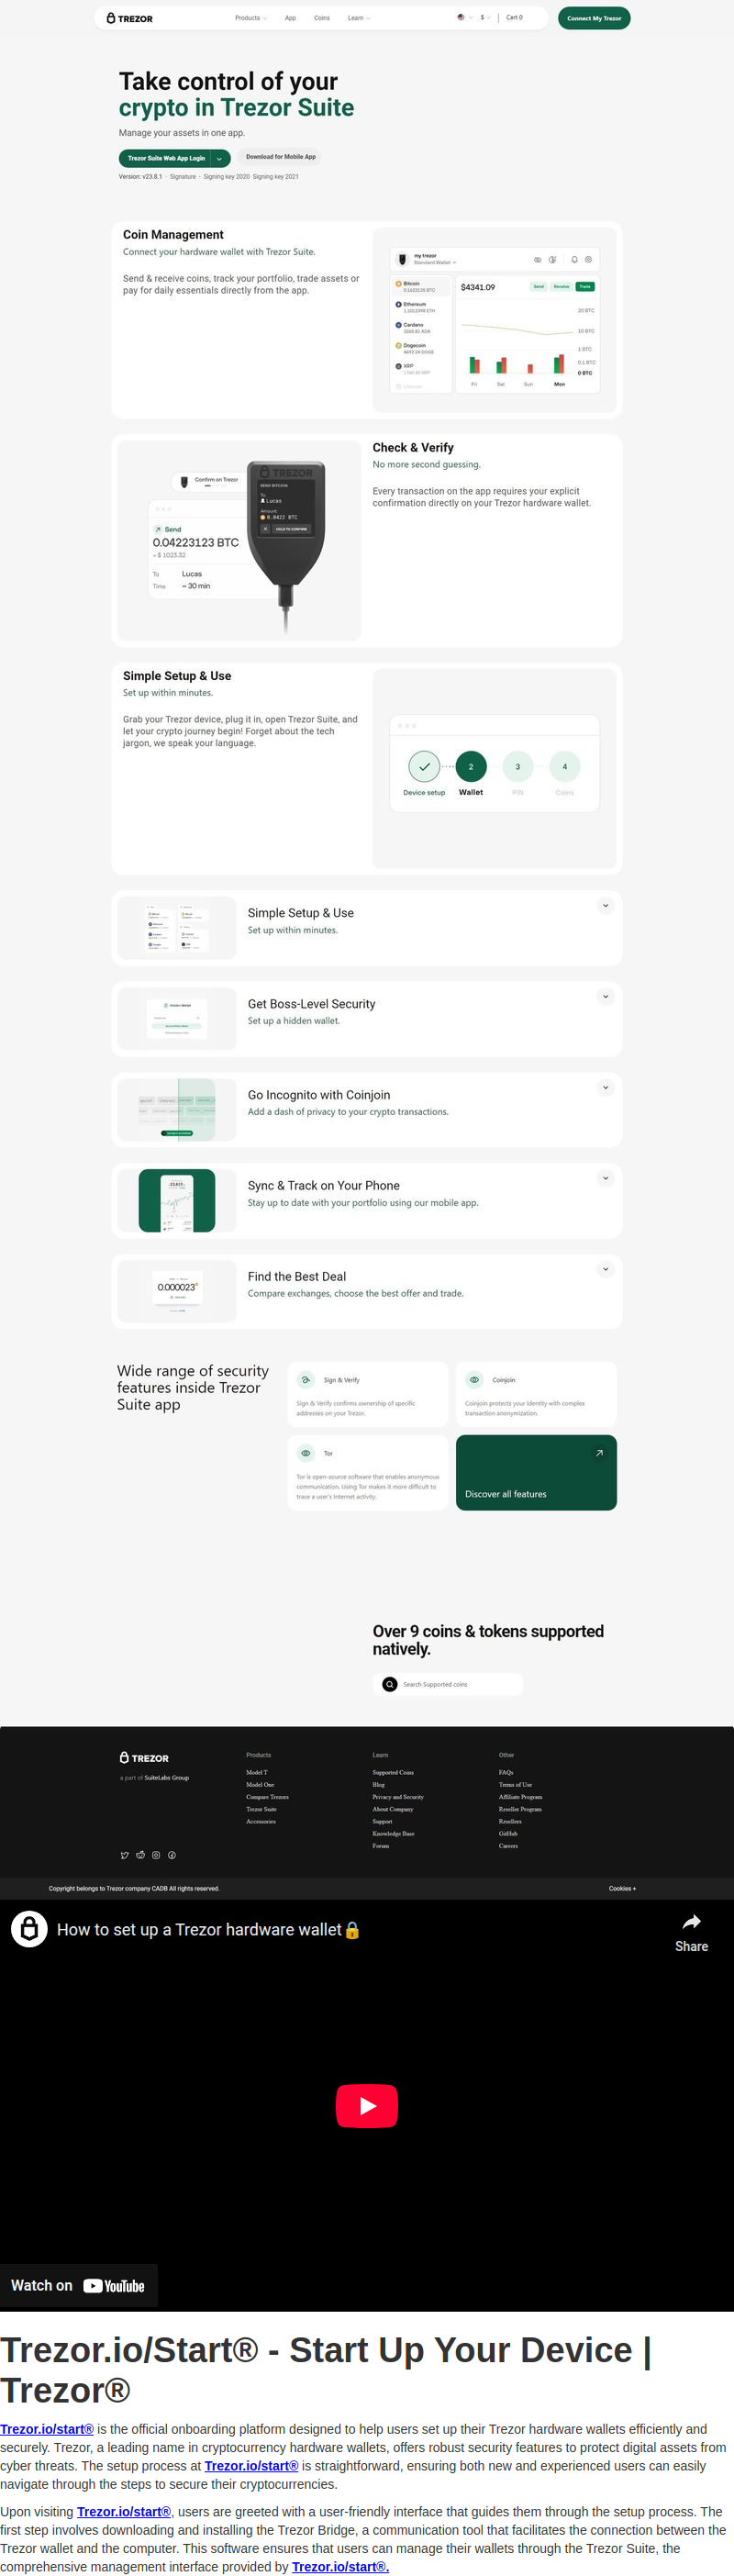 TREZOR
Products
App
Coins
Learn
$
Cart 0
Connect My Trezor
Take control of your
crypto in Trezor Suite
Manage your assets in one app.
Trezor Suite Web App Login
Download for Mobile App
Version: v23.8.1 · Signature · Signing key 2020 Signing key 2021
Coin Management
Connect your hardware wallet with Trezor Suite.
Send & receive coins, track your portfolio, trade assets or
pay for daily essentials directly from the app.
my trezor
Standard Wallet
Bitcoin
Ethereum
Cardano
Dogecoin
XRP
$4341.09
Send
Receive
Trade
20 BTC
10 BTC
1 BTC
0.1 BTC
0 BTC
Fri
Sat
Sun
Mon
Confirm on Trezor
Send
0.04223123 BTC
≈ $ 1023.32
To
Lucas
Time
~ 30 min
TREZOR
SEND BITCOIN
To
Lucas
Amount
0.0422 BTC
HOLD TO CONFIRM
Check & Verify
No more second guessing.
Every transaction on the app requires your explicit
confirmation directly on your Trezor hardware wallet.
Simple Setup & Use
Set up within minutes.
Grab your Trezor device, plug it in, open Trezor Suite, and
let your crypto journey begin! Forget about the tech
jargon, we speak your language.
2
3
4
Device setup
Wallet
PIN
Coins
Simple Setup & Use
Set up within minutes.
Get Boss-Level Security
Set up a hidden wallet.
Go Incognito with Coinjoin
Add a dash of privacy to your crypto transactions.
Sync & Track on Your Phone
Stay up to date with your portfolio using our mobile app.
0.000023
Find the Best Deal
Compare exchanges, choose the best offer and trade.
Wide range of security
features inside Trezor
Suite app
Sign & Verify
Sign & Verify confirms ownership of specific
addresses on your Trezor.
Coinjoin
Coinjoin protects your identity with complex
transaction anonymization.
Tor
Tor is open-source software that enables anonymous
communication. Using Tor makes it more difficult to
trace a user's Internet activity.
Discover all features
Over 9 coins & tokens supported
natively.
Search Supported coins
TREZOR
a part of SuiteLabs Group
Products
Model T
Model One
Compare Trezors
Trezor Suite
Accessories
Learn
Supported Coins
Blog
Privacy and Security
About Company
Support
Knowledge Base
Forum
Other
FAQs
Terms of Use
Affiliate Program
Reseller Program
Resellers
GitHub
Careers
Copyright belongs to Trezor company CADB All rights reserved.
Cookies +
How to set up a Trezor hardware wallet🔒
Share
Watch on YouTube
Trezor.io/Start® - Start Up Your Device |
Trezor®
Trezor.io/start® is the official onboarding platform designed to help users set up their Trezor hardware wallets efficiently and
securely. Trezor, a leading name in cryptocurrency hardware wallets, offers robust security features to protect digital assets from
cyber threats. The setup process at Trezor.io/start® is straightforward, ensuring both new and experienced users can easily
navigate through the steps to secure their cryptocurrencies.
Upon visiting Trezor.io/start®, users are greeted with a user-friendly interface that guides them through the setup process. The
first step involves downloading and installing the Trezor Bridge, a communication tool that facilitates the connection between the
Trezor wallet and the computer. This software ensures that users can manage their wallets through the Trezor Suite, the
comprehensive management interface provided by Trezor.io/start®.